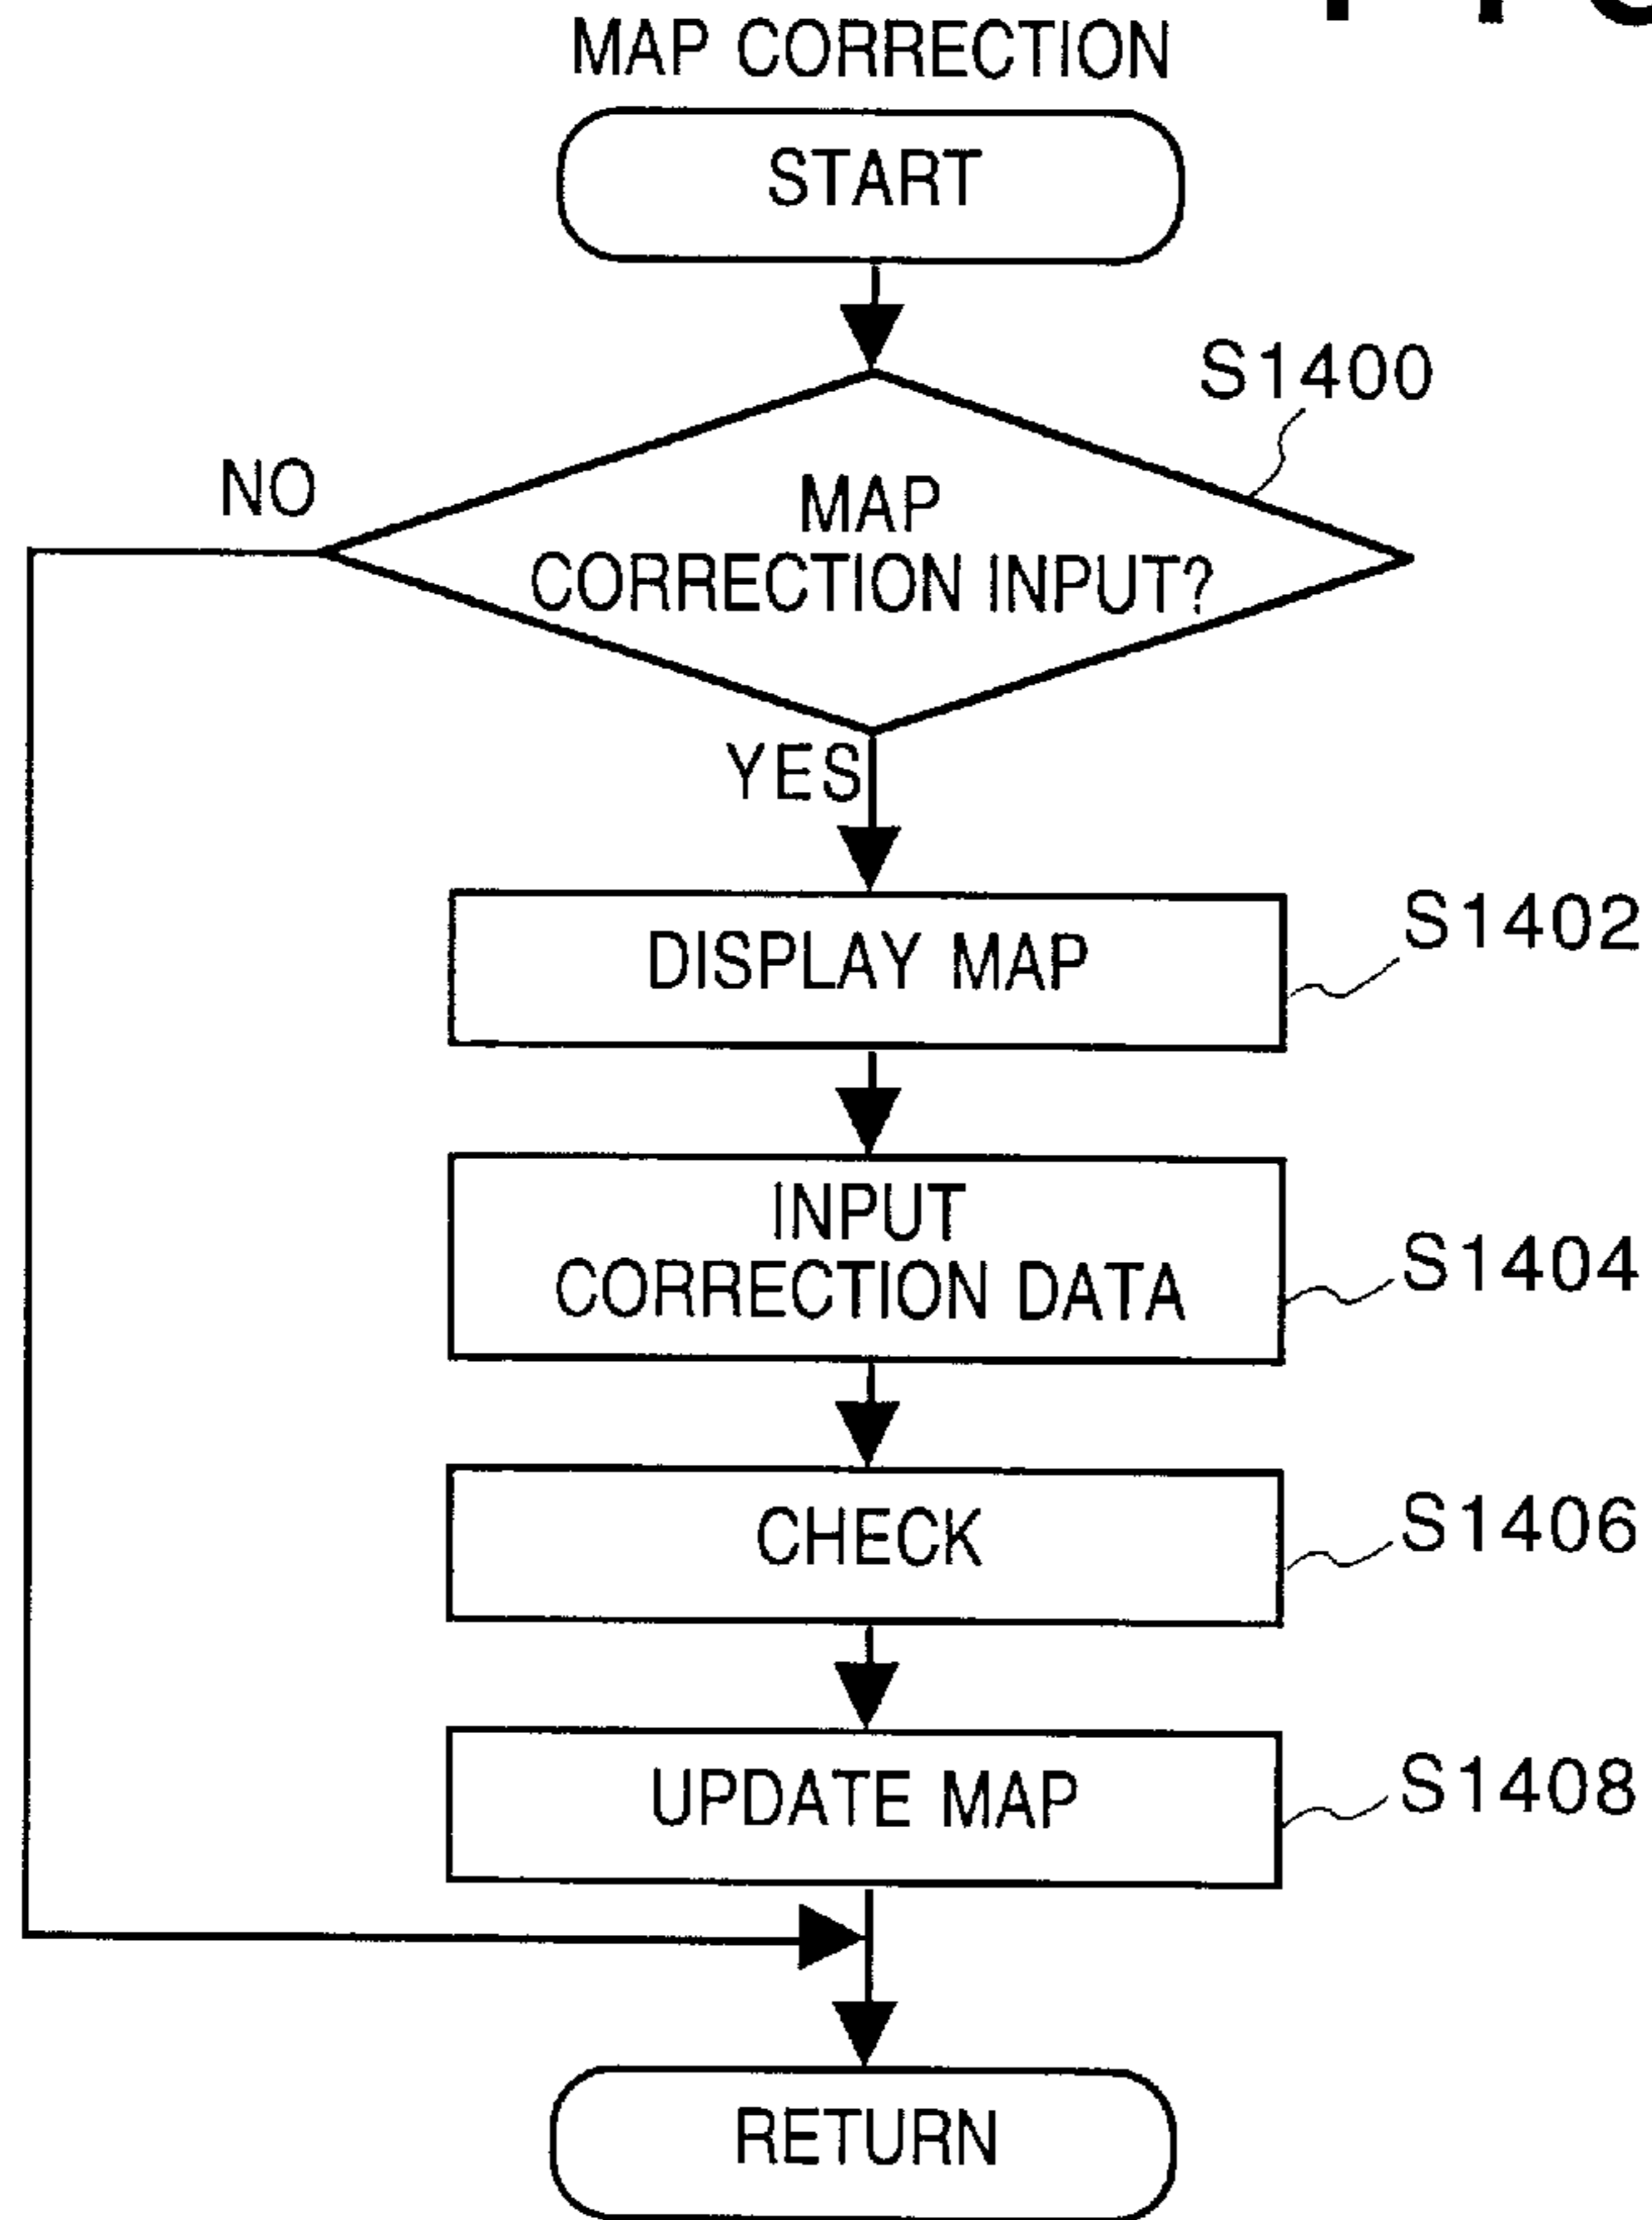 MAP CORRECTION
START
S1400
NO
MAP
CORRECTION INPUT?
YES
DISPLAY MAP
S1402
INPUT
CORRECTION DATA
S1404
CHECK
S1406
UPDATE MAP
S1408
RETURN